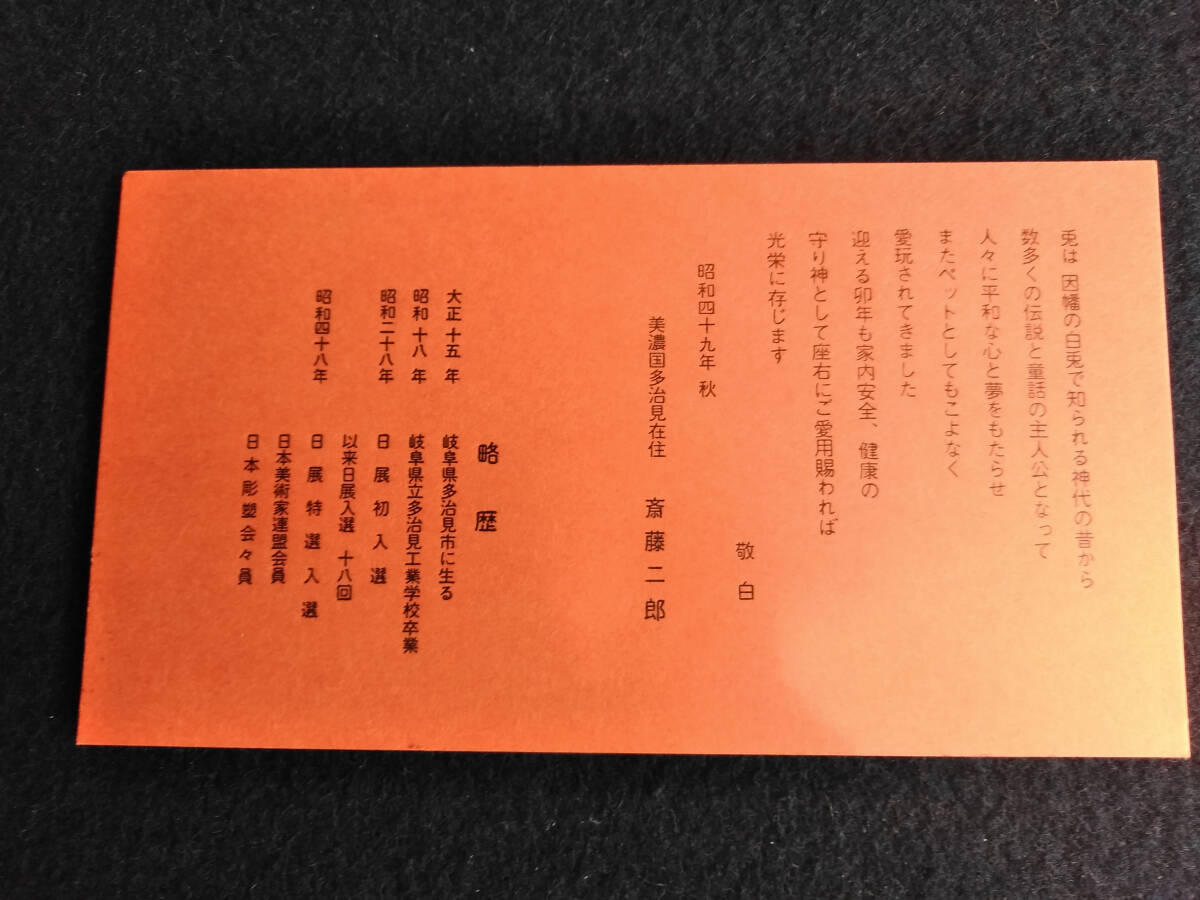 兎は 因幡の白兎で知られる神代の昔から
数多くの伝説と童話の主人公となって
人々に平和な心と夢をもたらせ
またペットとしてもこよなく
愛玩されてきました
迎える卯年も家内安全、健康の
守り神として座右にご愛用賜われれば
光栄に存じます
敬白
昭和四十九年 秋
美濃国多治見在住 斎藤二郎
略歴
大正十五年 岐阜県多治見市に生る
昭和十八年 岐阜県立多治見工業学校卒業
昭和二十八年 日展初入選
以来日展入選 十八回
昭和四十八年 日展特選入選
日本美術家連盟会員
日本彫塑会々員